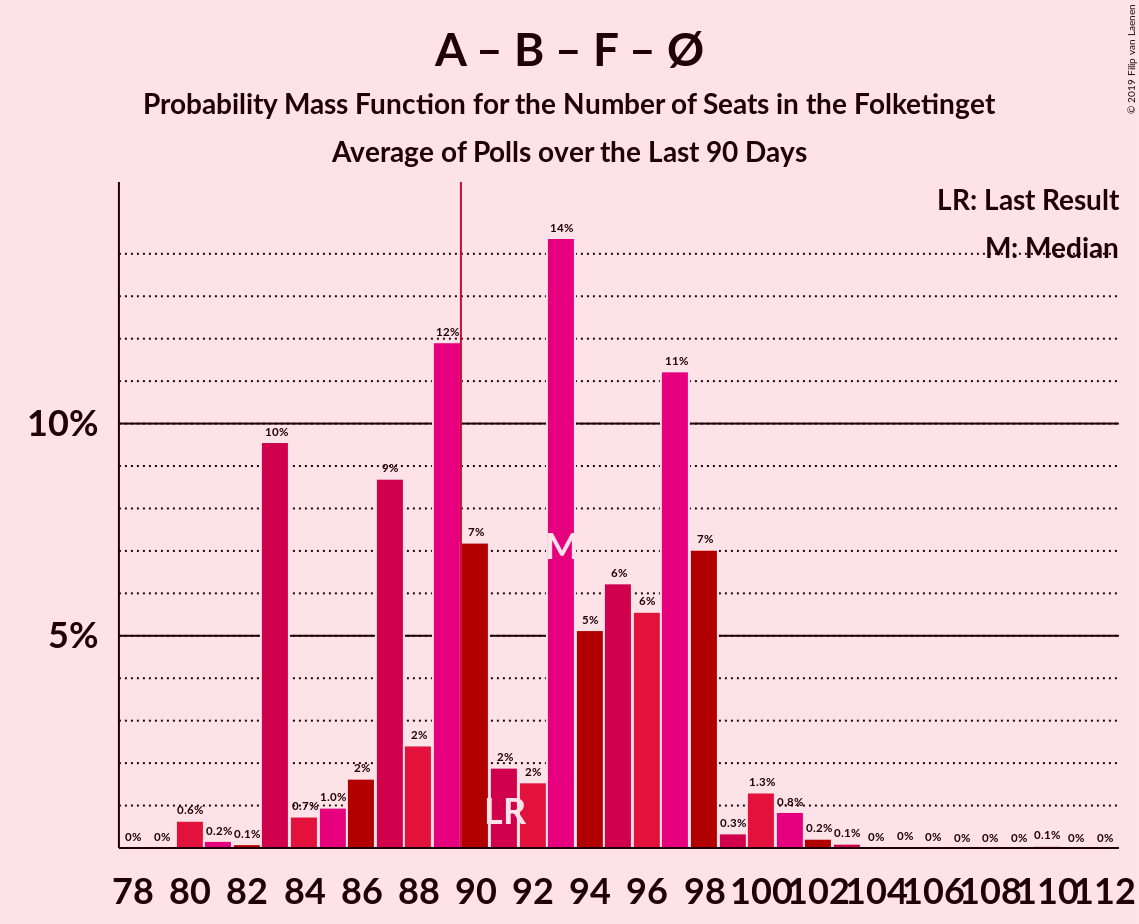 A – B – F – Ø
Probability Mass Function for the Number of Seats in the Folketinget
Average of Polls over the Last 90 Days
© 2019 Filip van Laenen
LR: Last Result
M: Median
10%
5%
0% 0% 0.6% 0.2% 0.1% 10% 0.7% 1.0% 2% 9% 2% 12% 7% 2% 2% 14% 5% 6% 6% 11% 7% 0.3% 1.3% 0.8% 0.2% 0.1% 0% 0% 0% 0% 0% 0% 0.1% 0% 0%
M
LR
78 80 82 84 86 88 90 92 94 96 98 100 102 104 106 108 110 112